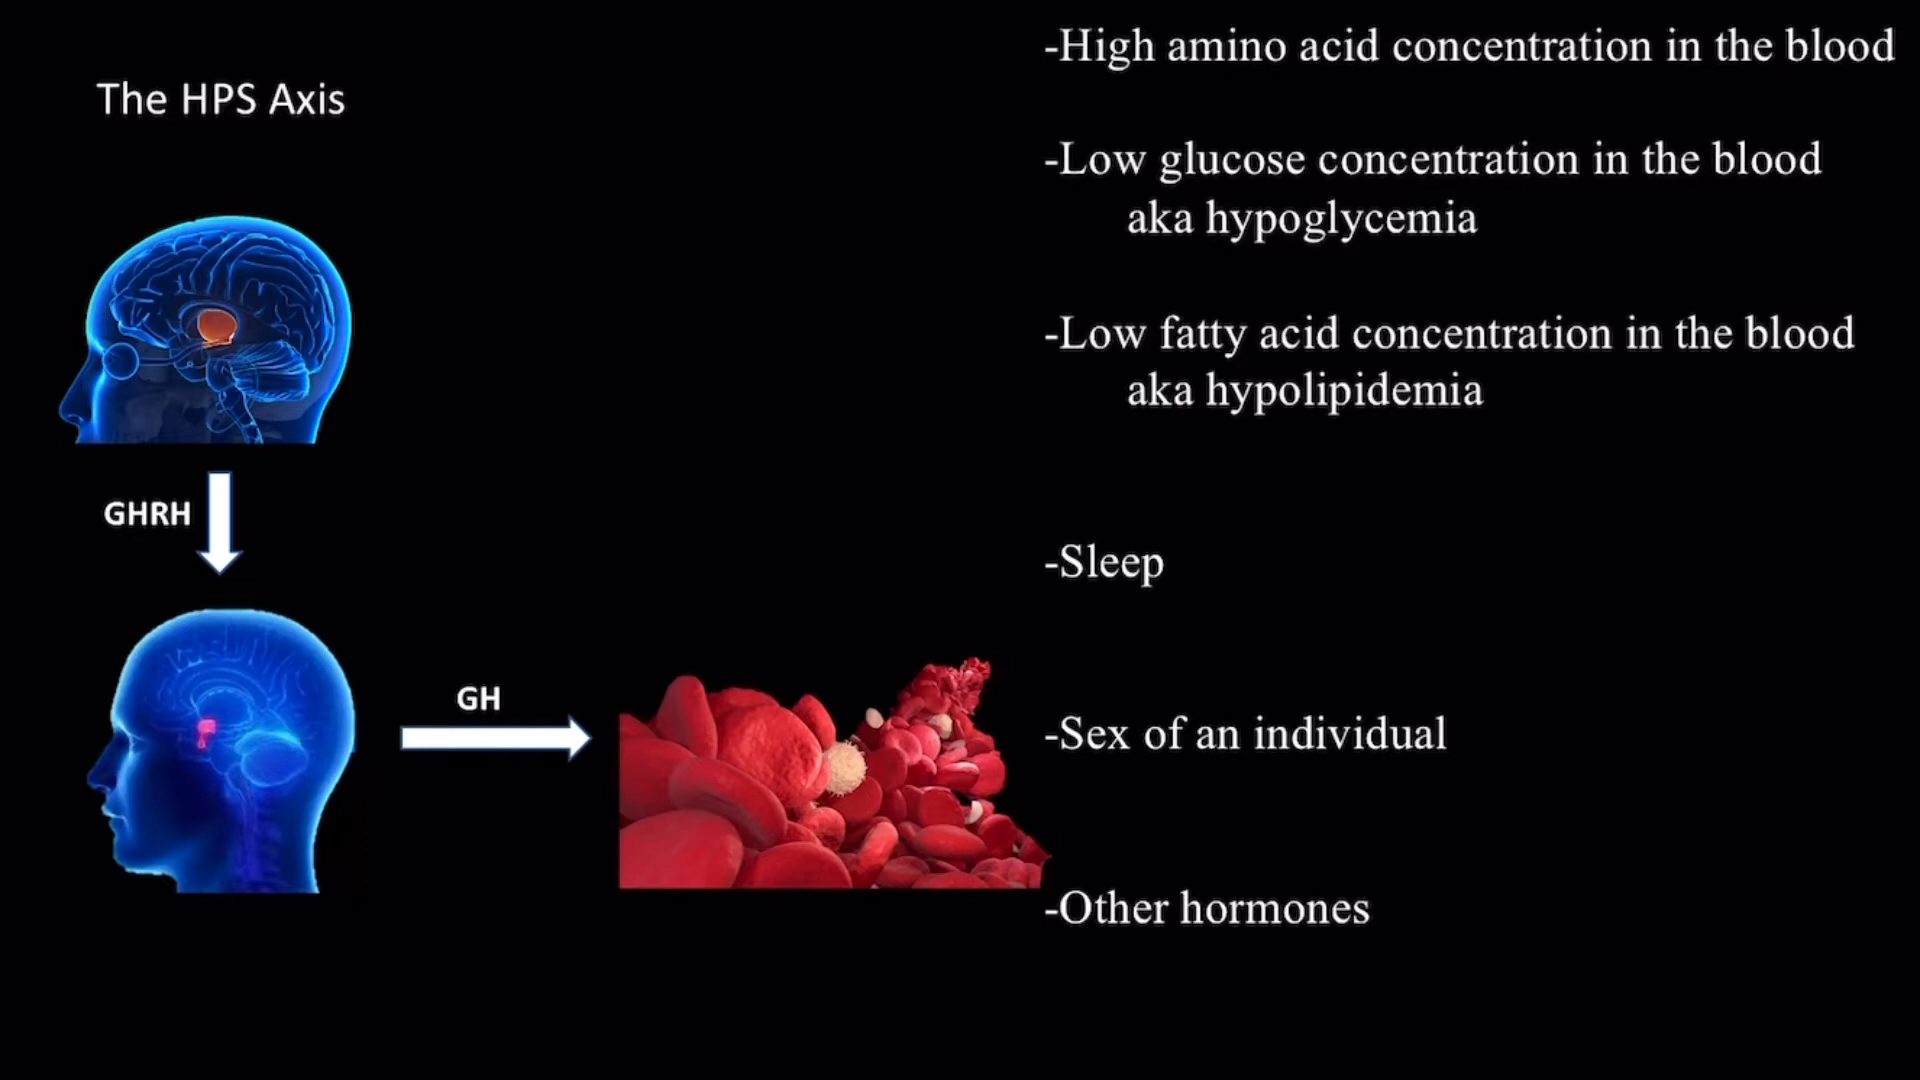 The HPS Axis
GHRH
GH
-High amino acid concentration in the blood
-Low glucose concentration in the blood
aka hypoglycemia
-Low fatty acid concentration in the blood
aka hypolipidemia
-Sleep
-Sex of an individual
-Other hormones